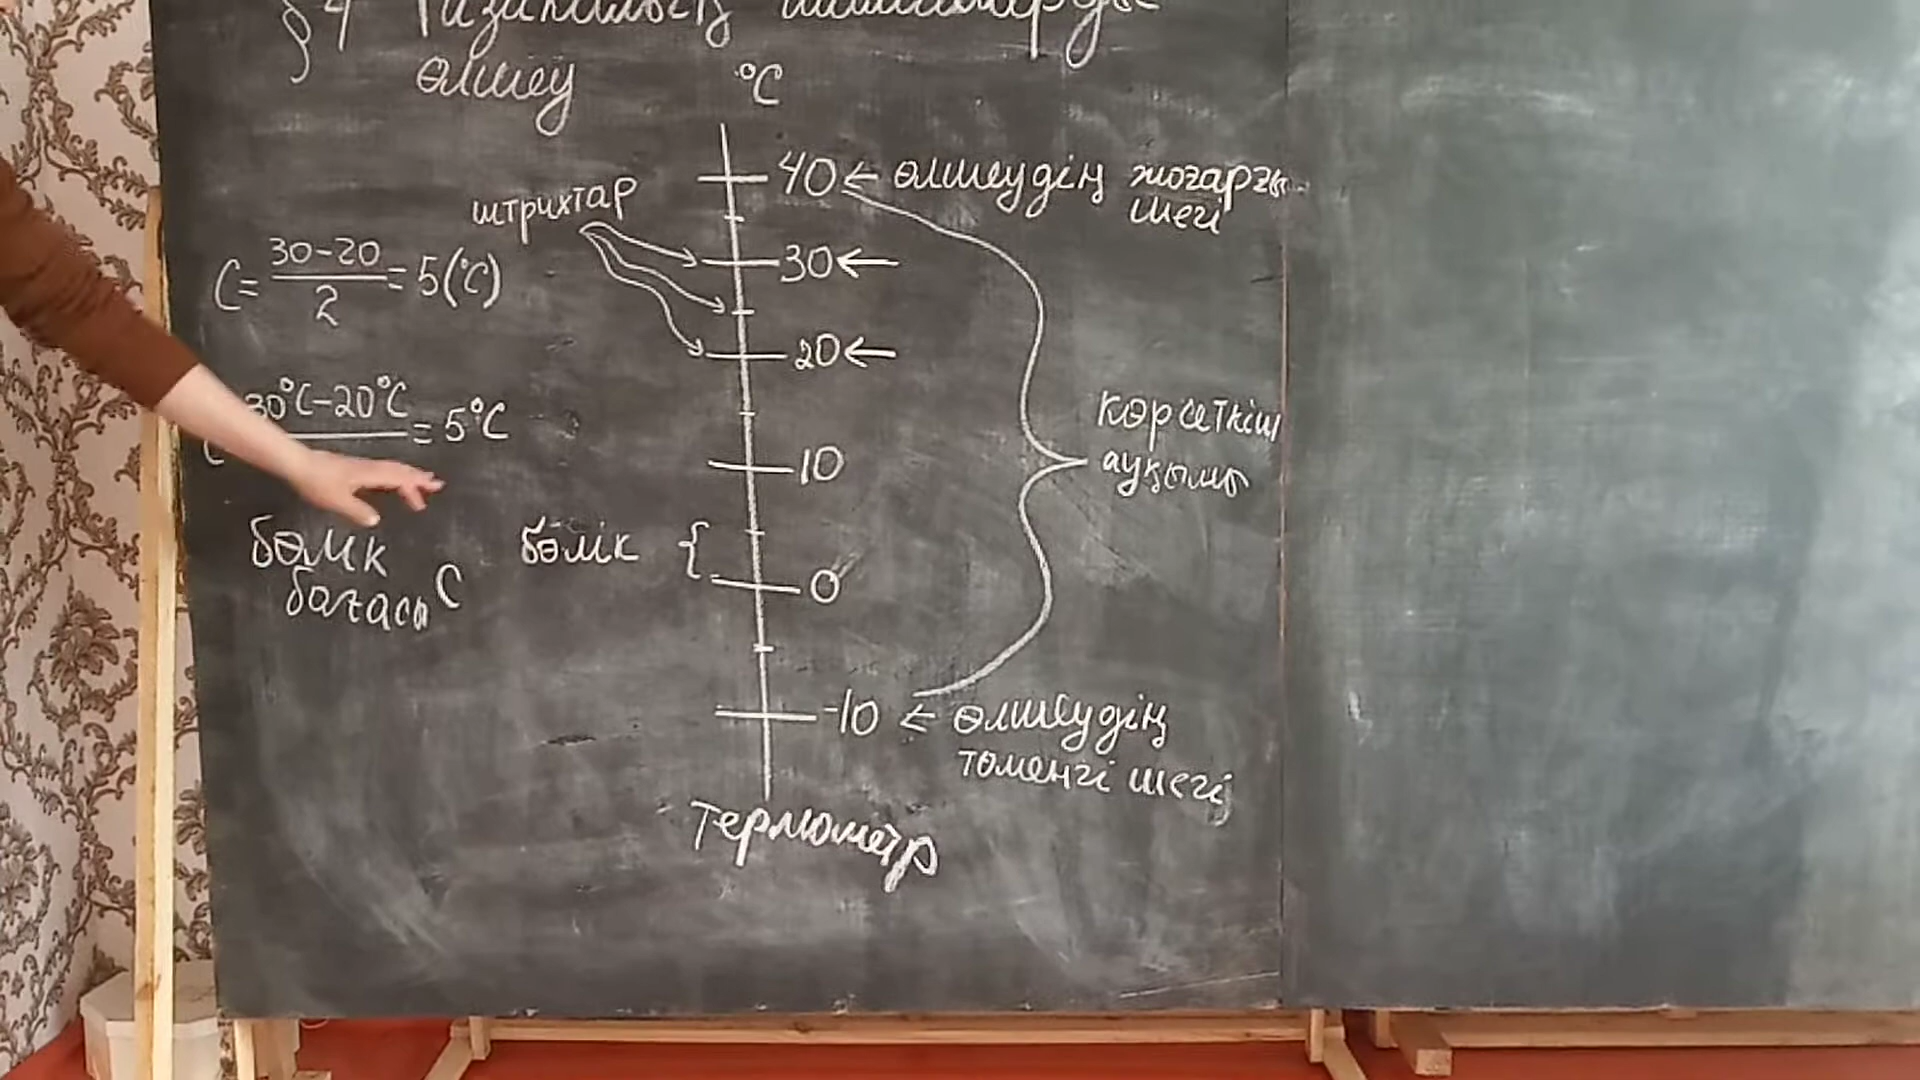 §4 Физикалық шамаларды
өлшеу
°C
40 ← өлшеудің жоғарғы
шегі
штрихтар
30 ←
C = 30-20 / 2 = 5(°C)
20 ←
30°C-20°C = 5°C
көрсеткіш
ауқымы
10
бөлік
бағасы C
бөлік {
0
-10 ← өлшеудің
төменгі шегі
термометр